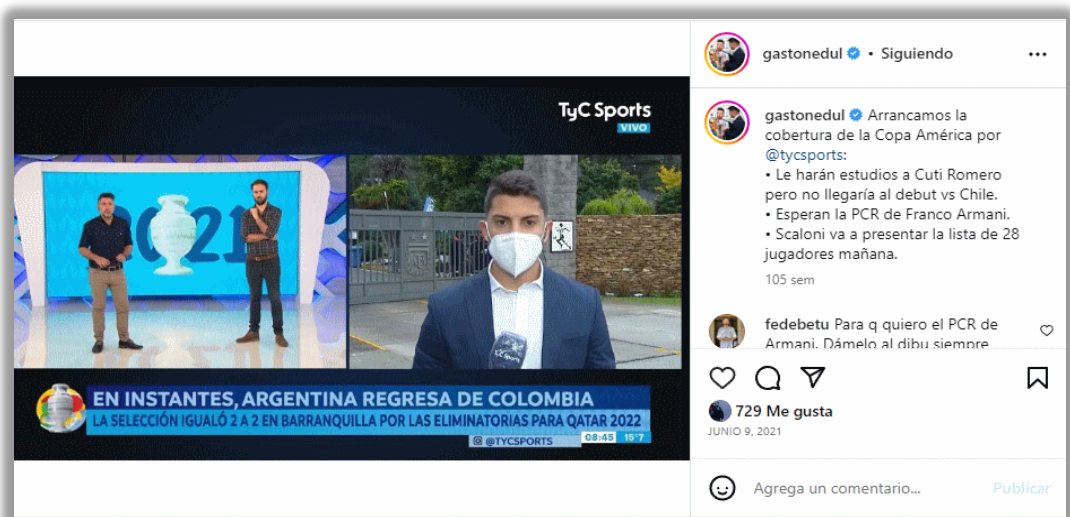 TyC Sports
VIVO
2021
TyC Sports
EN INSTANTES, ARGENTINA REGRESA DE COLOMBIA
LA SELECCIÓN IGUALÓ 2 A 2 EN BARRANQUILLA POR LAS ELIMINATORIAS PARA QATAR 2022
@TYCSPORTS
08:45 15°7
gastonedul • Siguiendo
gastonedul Arrancamos la
cobertura de la Copa América por
@tycsports:
• Le harán estudios a Cuti Romero
pero no llegaría al debut vs Chile.
• Esperan la PCR de Franco Armani.
• Scaloni va a presentar la lista de 28
jugadores mañana.
105 sem
fedebetu Para q quiero el PCR de
Armani. Dámelo al dibu siempre
729 Me gusta
JUNIO 9, 2021
Agrega un comentario...
Publicar